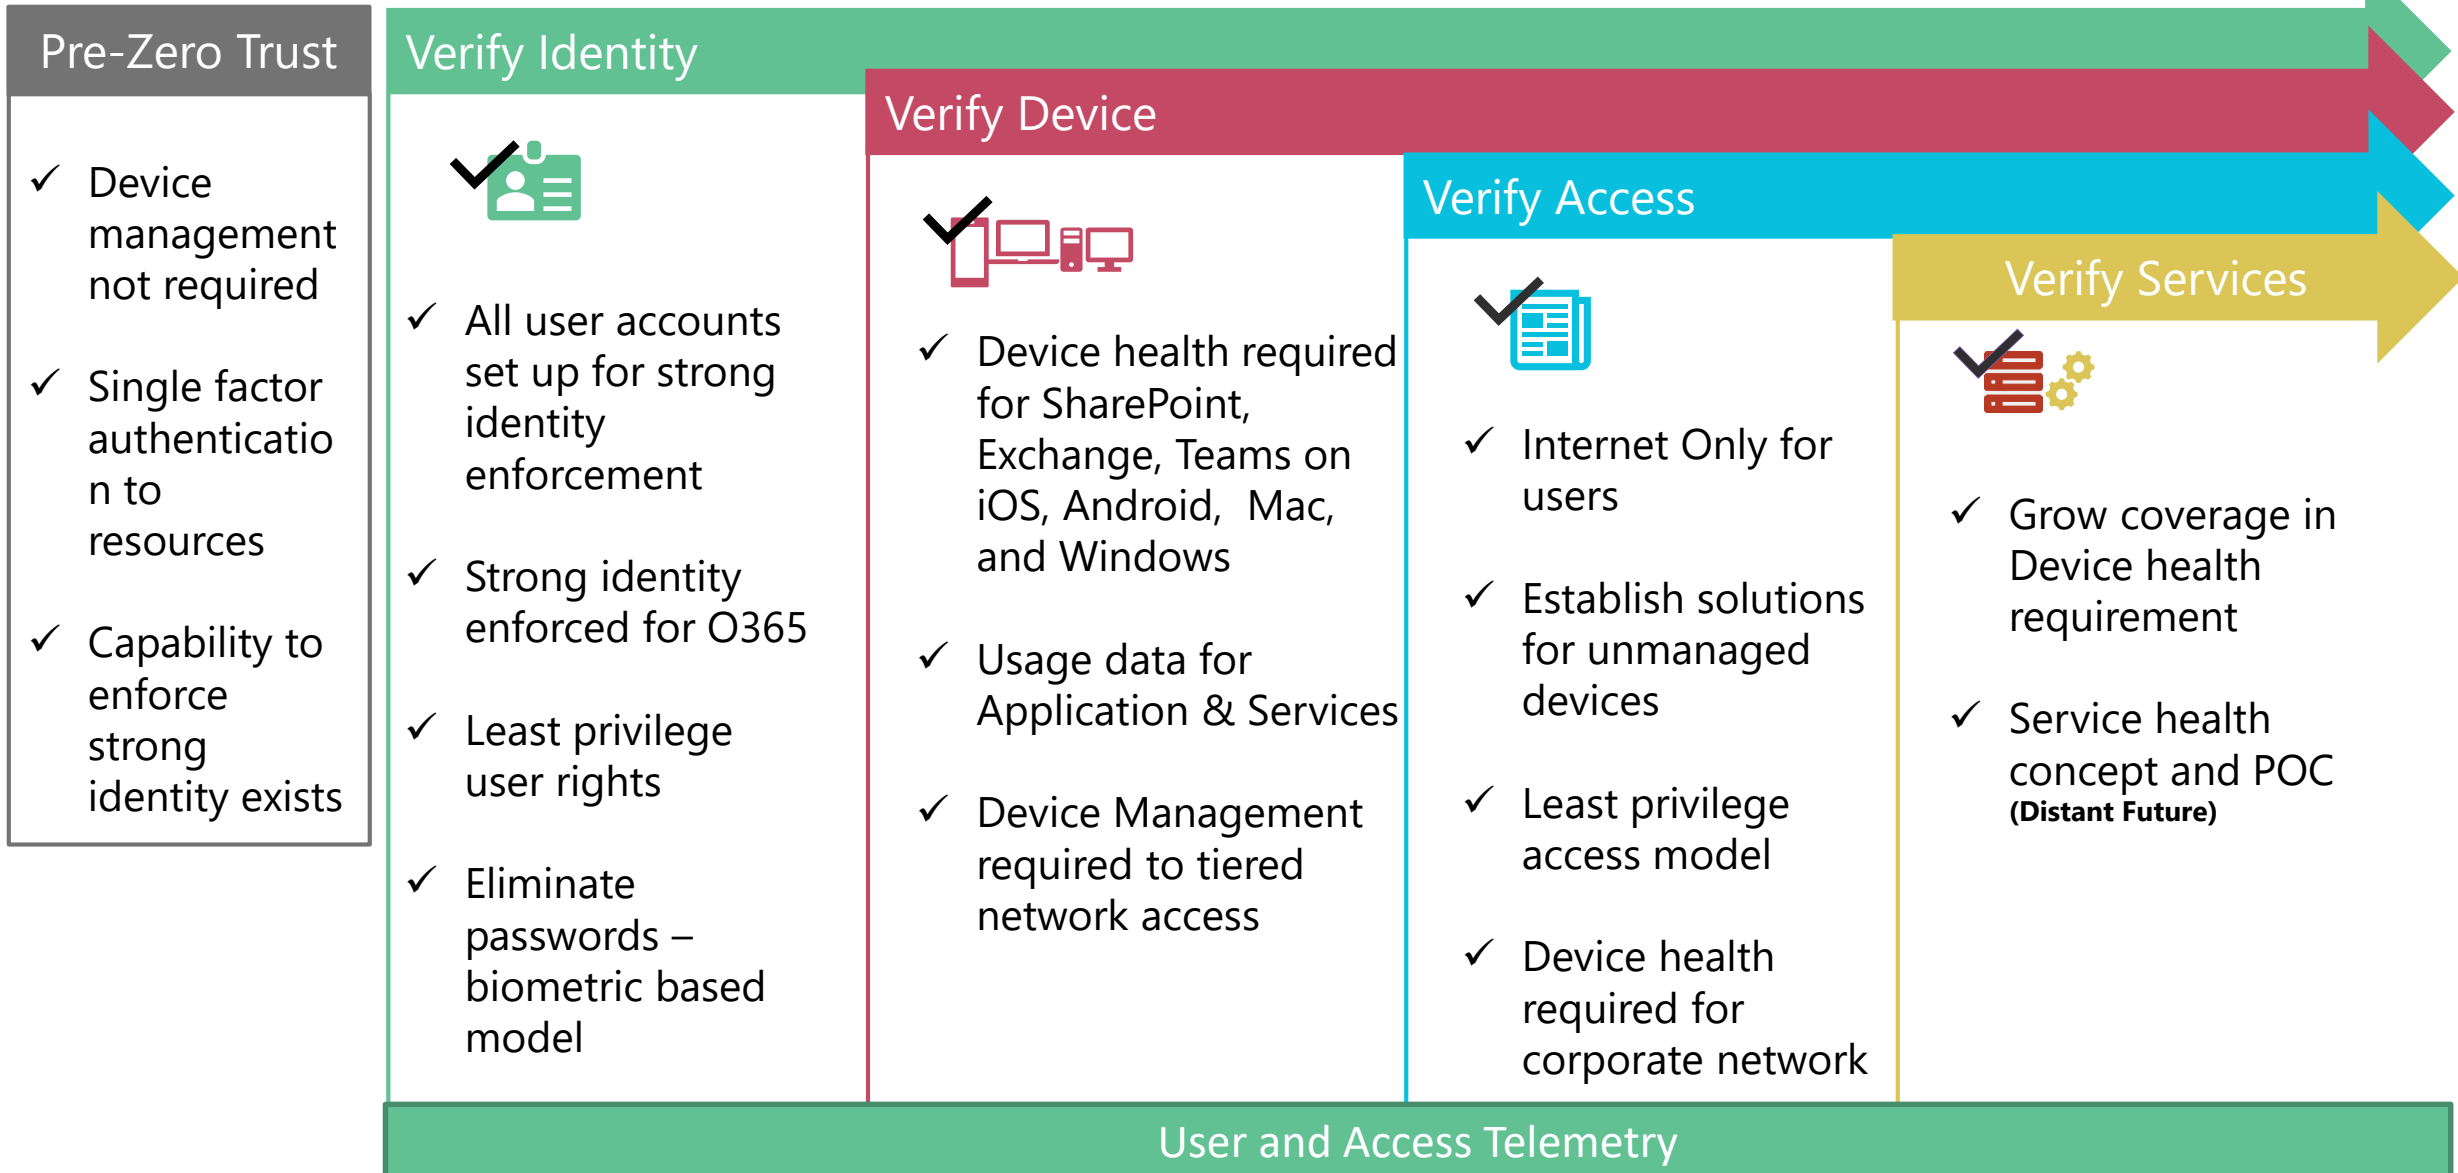 Pre-Zero Trust
Device
management
not required
Single factor
authenticatio
n to
resources
Capability to
enforce
strong
identity exists
Verify Identity
All user accounts
set up for strong
identity
enforcement
Strong identity
enforced for O365
Least privilege
user rights
Eliminate
passwords –
biometric based
model
Verify Device
Device health required
for SharePoint,
Exchange, Teams on
iOS, Android,  Mac,
and Windows
Usage data for
Application & Services
Device Management
required to tiered
network access
Verify Access
Internet Only for
users
Establish solutions
for unmanaged
devices
Least privilege
access model
Device health
required for
corporate network
Verify Services
Grow coverage in
Device health
requirement
Service health
concept and POC
(Distant Future)
User and Access Telemetry